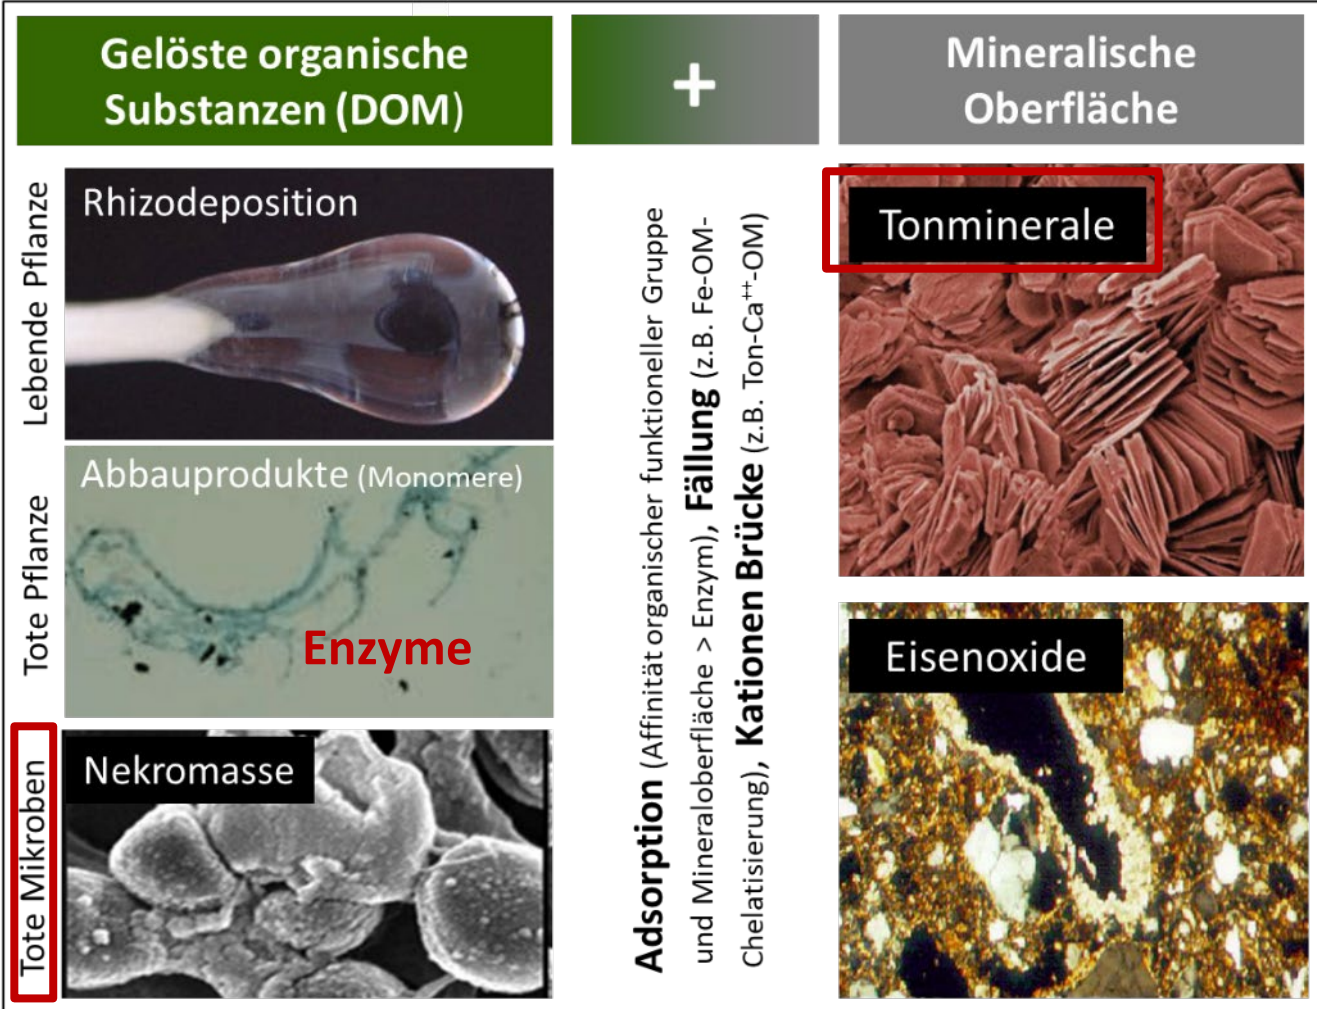 Gelöste organische
Substanzen (DOM)
+
Mineralische
Oberfläche
Lebende Pflanze
Rhizodeposition
Tote Pflanze
Abbauprodukte (Monomere)
Enzyme
Tote Mikroben
Nekromasse
Adsorption (Affinität organischer funktioneller Gruppe
und Mineraloberfläche > Enzym), Fällung (z.B. Fe-OM-
Chelatisierung), Kationen Brücke (z.B. Ton-Ca⁺⁺-OM)
Tonminerale
Eisenoxide